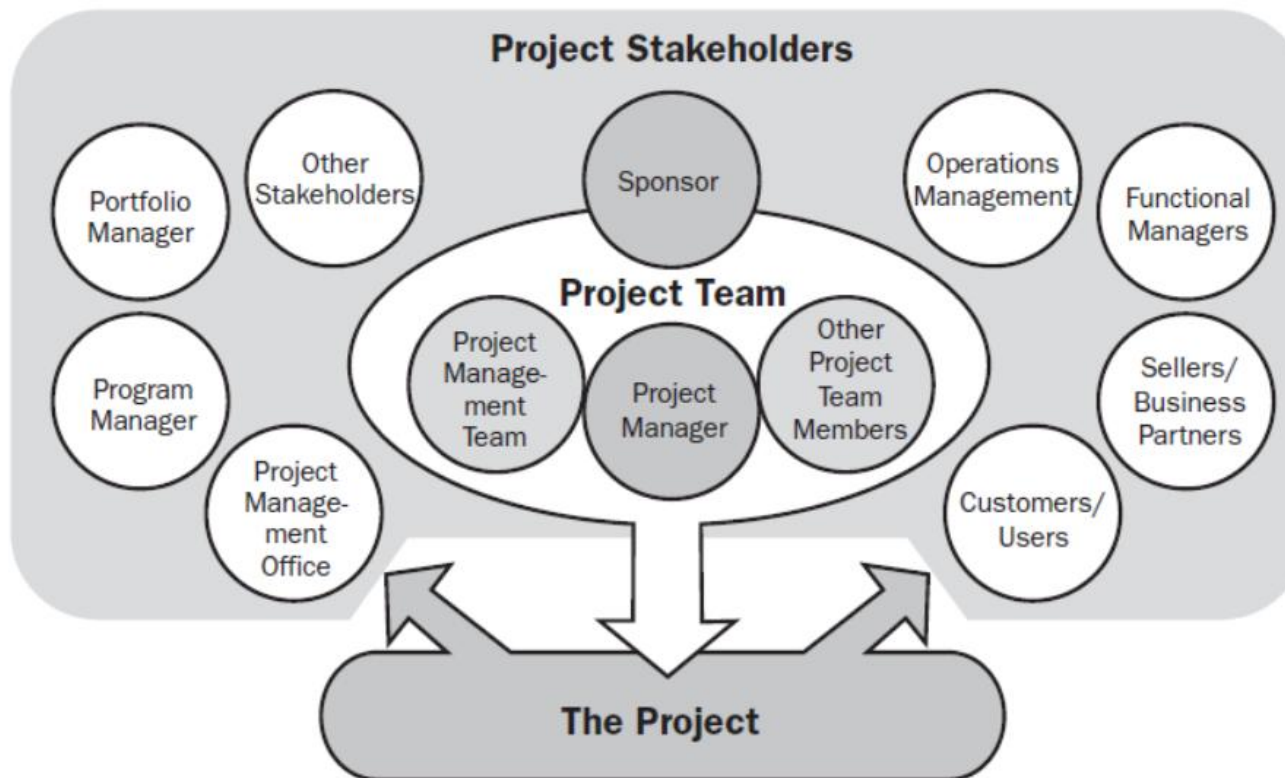 Project Stakeholders
Other
Stakeholders
Portfolio
Manager
Program
Manager
Project
Manage-
ment
Office
Sponsor
Project Team
Project
Manage-
ment
Team
Project
Manager
Other
Project
Team
Members
Operations
Management
Functional
Managers
Sellers/
Business
Partners
Customers/
Users
The Project